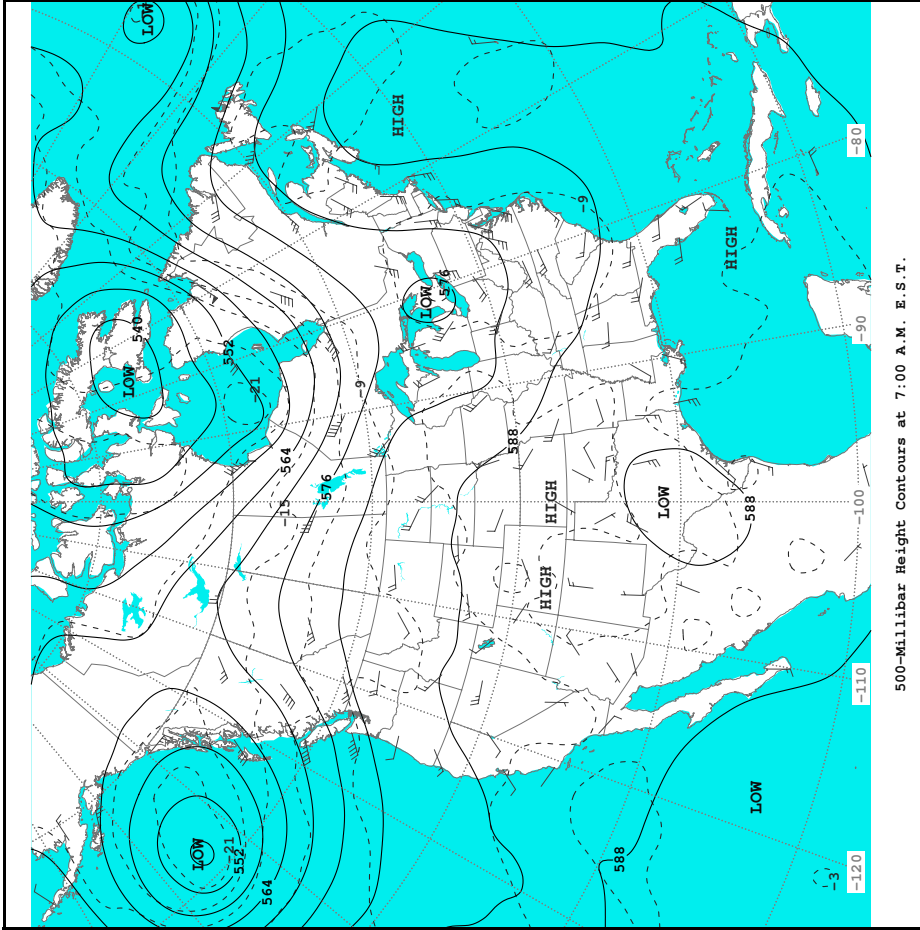 LOW
HIGH
-80
-9
HIGH
576
LOW
540
-90
552
LOW
-21
-9
588
564
576
HIGH
LOW
-15
588
-100
HIGH
-110
LOW
LOW
-21
552
588
564
-120
-3
500-Millibar Height Contours at 7:00 A.M. E.S.T.